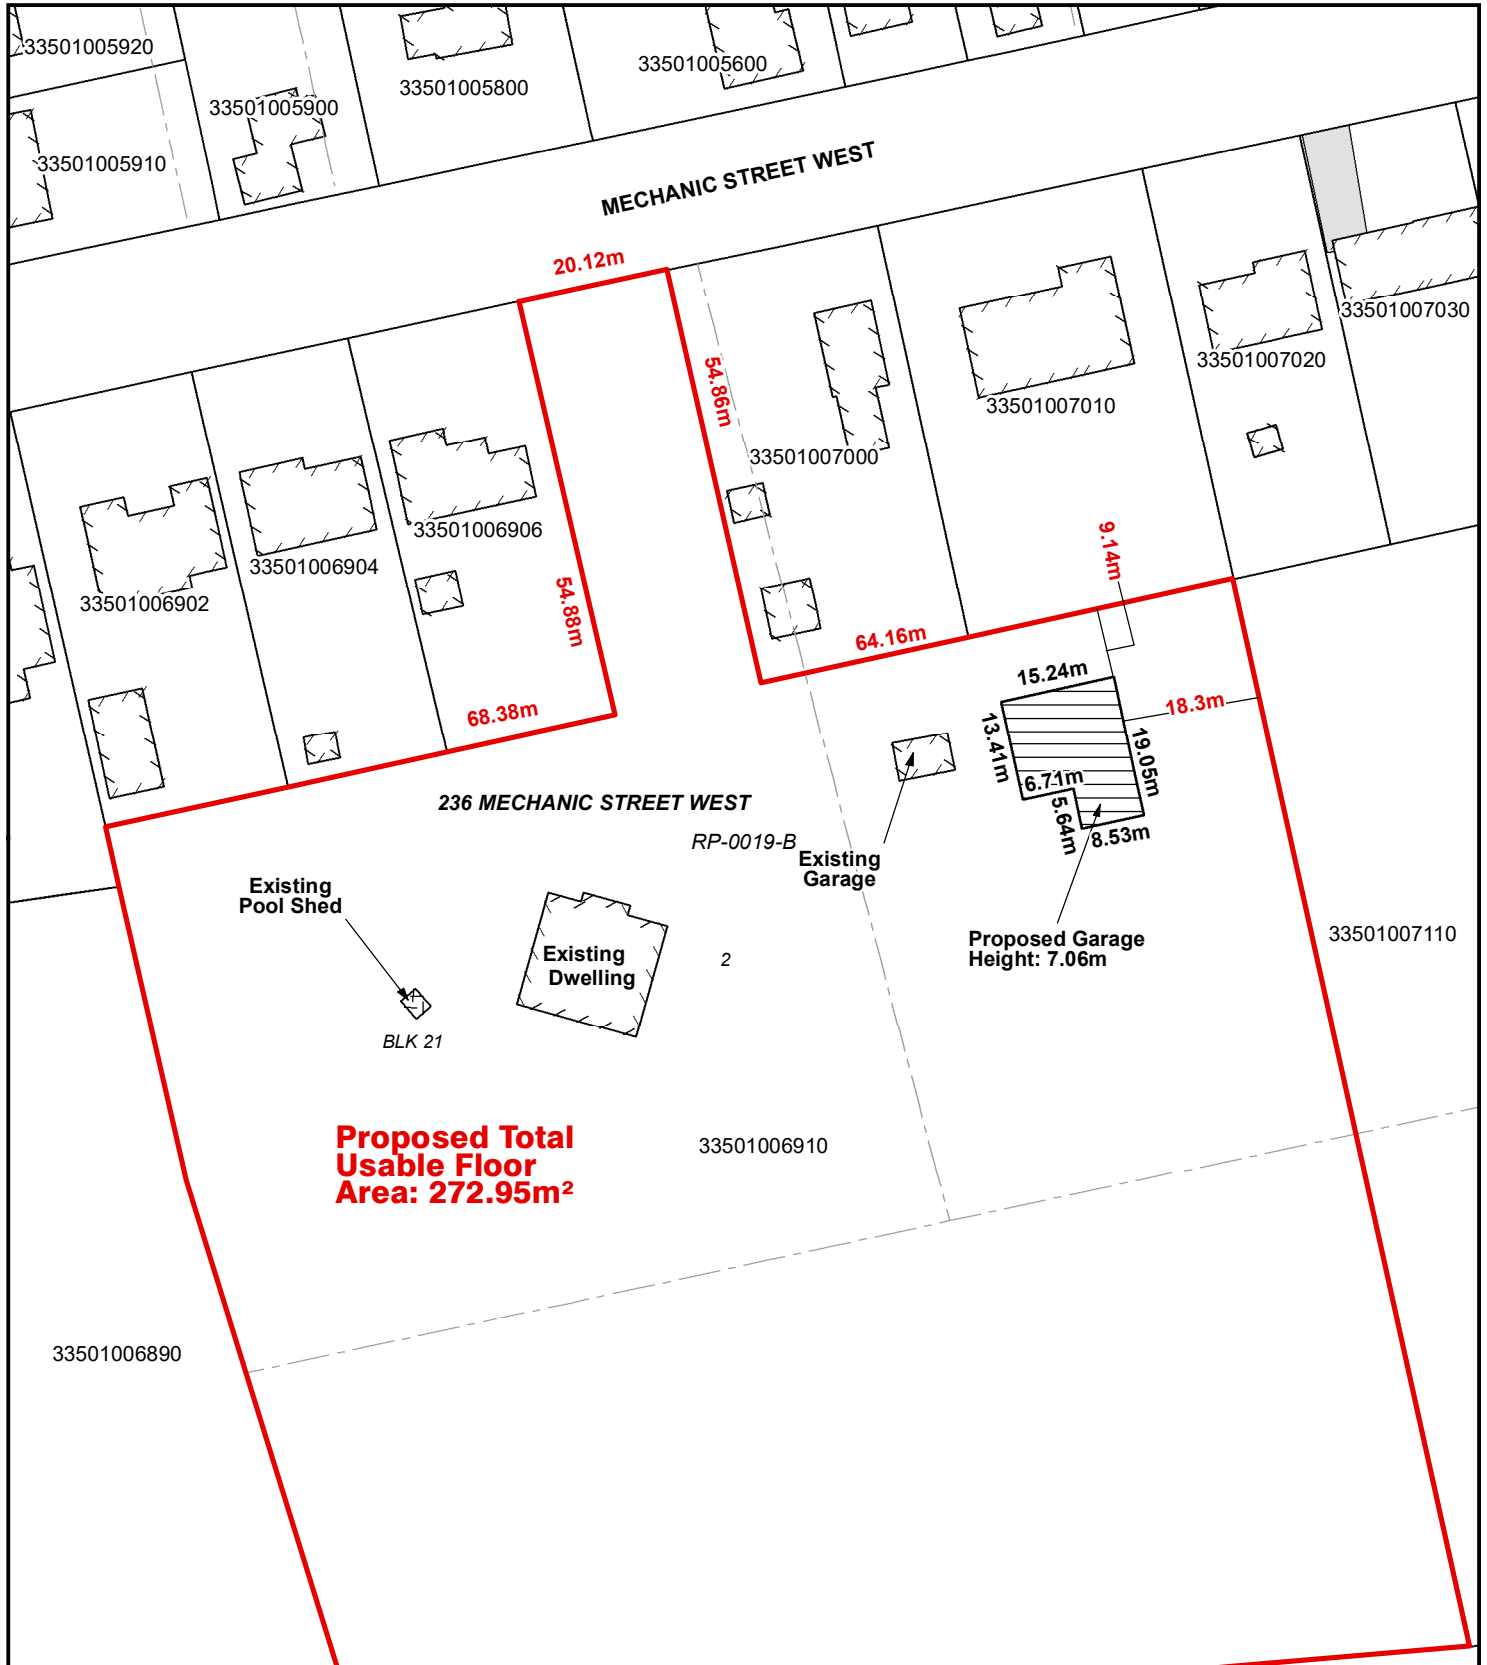 33501005920
33501005600
33501005800
33501005900
33501005910
MECHANIC STREET WEST
20.12m
33501007030
33501007020
54.86m
33501007010
33501007000
33501006906
33501006904
33501006902
9.14m
54.88m
64.16m
15.24m
18.3m
68.38m
13.41m
19.05m
6.71m
5.64m
8.53m
236 MECHANIC STREET WEST
RP-0019-B
Existing
Garage
Existing
Pool Shed
Existing
Dwelling
2
Proposed Garage
Height: 7.06m
33501007110
BLK 21
Proposed Total
Usable Floor
Area: 272.95m²
33501006910
33501006890